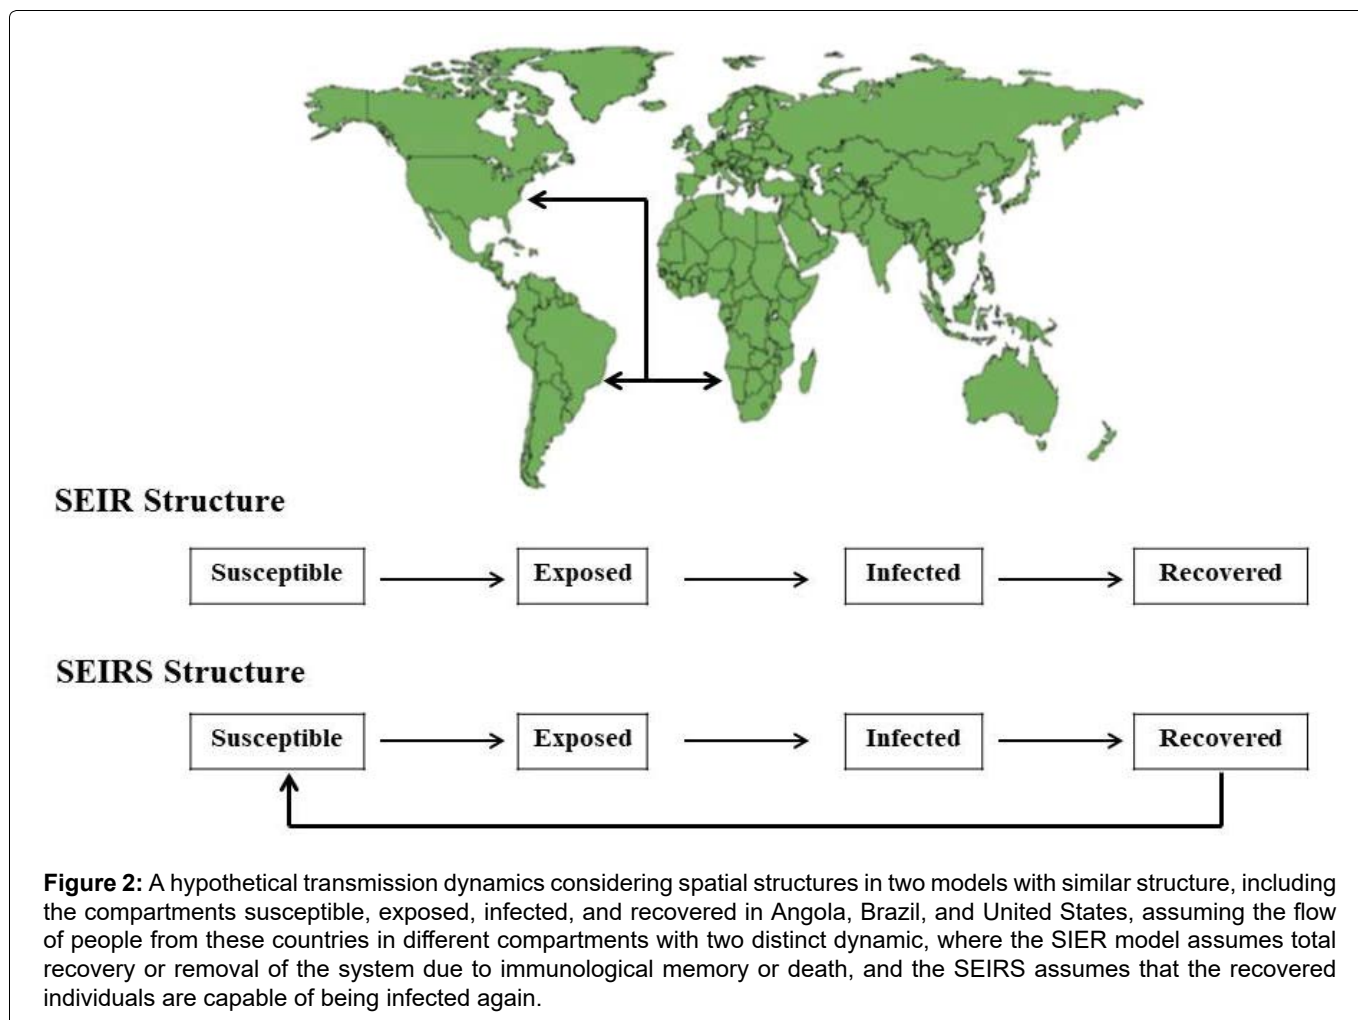 SEIR Structure
Susceptible Exposed Infected Recovered
SEIRS Structure
Susceptible Exposed Infected Recovered
Figure 2: A hypothetical transmission dynamics considering spatial structures in two models with similar structure, including
the compartments susceptible, exposed, infected, and recovered in Angola, Brazil, and United States, assuming the flow
of people from these countries in different compartments with two distinct dynamic, where the SIER model assumes total
recovery or removal of the system due to immunological memory or death, and the SEIRS assumes that the recovered
individuals are capable of being infected again.